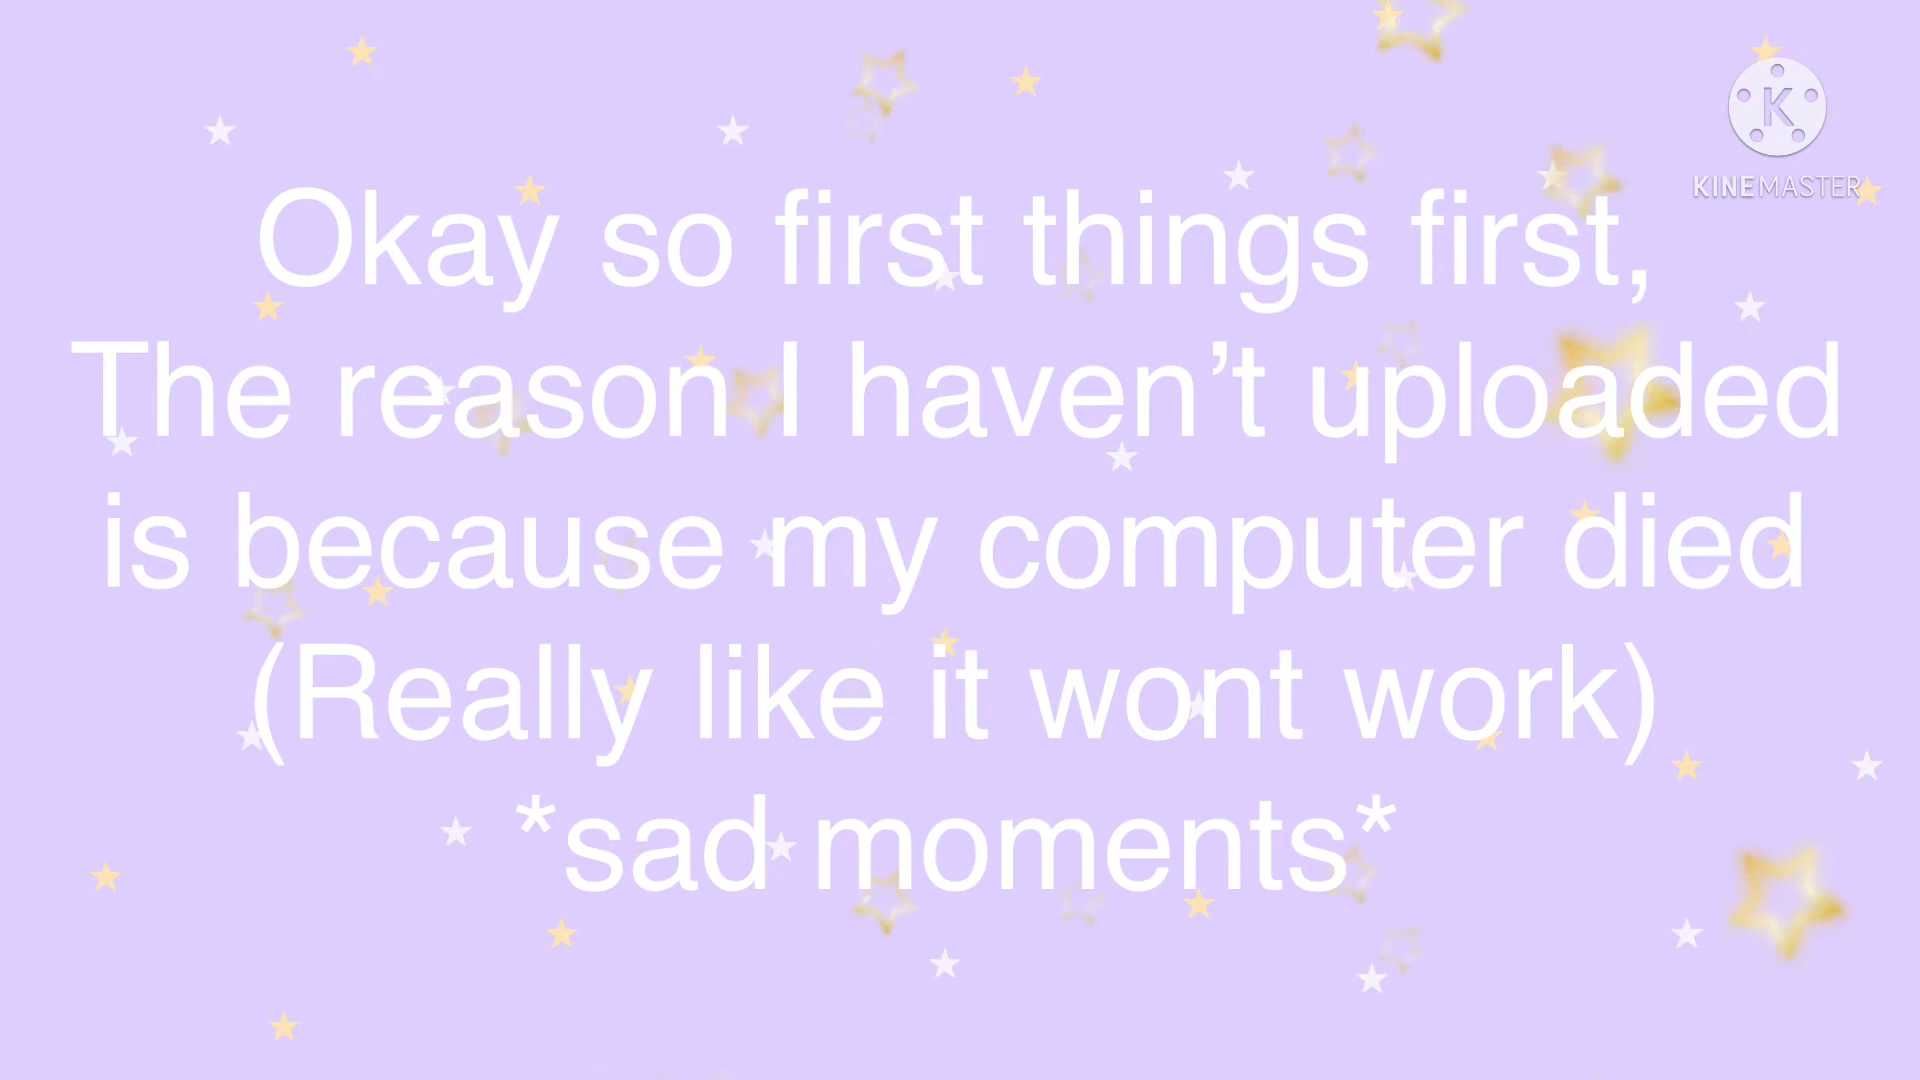 K
KINEMASTER
Okay so first things first,
The reason I haven’t uploaded
is because my computer died
(Really like it wont work)
*sad moments*